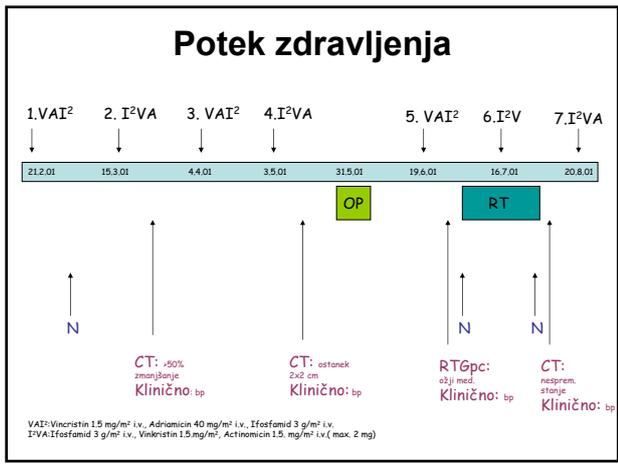 Potek zdravljenja
1.VAI² 2. I²VA 3. VAI² 4.I²VA 5. VAI² 6.I²V 7.I²VA
21.2.01 15.3.01 4.4.01 3.5.01 31.5.01 19.6.01 16.7.01 20.8.01
OP RT
N N N
CT: >50%
zmanjšanje
Klinično: bp
CT: ostanek
2x2 cm
Klinično: bp
RTGpc:
ožji med.
Klinično: bp
CT:
nesprem.
stanje
Klinično: bp
VAI²:Vincristin 1.5 mg/m² i.v., Adriamicin 40 mg/m² i.v., Ifosfamid 3 g/m² i.v.
I²VA:Ifosfamid 3 g/m² i.v., Vinkristin 1.5.mg/m², Actinomicin 1.5. mg/m² i.v.( max. 2 mg)